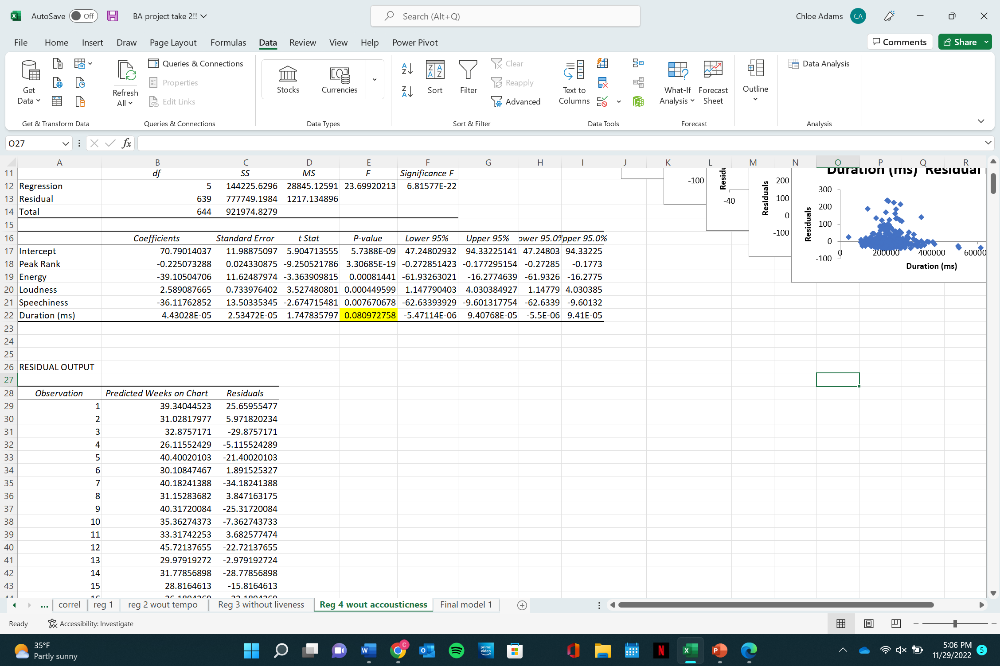 AutoSave Off BA project take 2!! Search (Alt+Q) Chloe Adams CA
File Home Insert Draw Page Layout Formulas Data Review View Help Power Pivot Comments Share
Get Data
Refresh All
Queries & Connections
Properties
Edit Links
Stocks
Currencies
Sort
Filter
Clear
Reapply
Advanced
Text to Columns
What-If Analysis
Forecast Sheet
Outline
Data Analysis
Get & Transform Data Queries & Connections Data Types Sort & Filter Data Tools Forecast Analysis
O27 fx
A B C D E F G H I J K L M N O P Q R
11 df SS MS F Significance F
12 Regression 5 144225.6296 28845.12591 23.69920213 6.81577E-22
13 Residual 639 777749.1984 1217.134896
14 Total 644 921974.8279
15
16 Coefficients Standard Error t Stat P-value Lower 95% Upper 95% ower 95.0% pper 95.0%
17 Intercept 70.79014037 11.98875097 5.904713555 5.7388E-09 47.24802932 94.33225141 47.24803 94.33225
18 Peak Rank -0.225073288 0.024330875 -9.250521786 3.30685E-19 -0.272851423 -0.177295154 -0.27285 -0.1773
19 Energy -39.10504706 11.62487974 -3.363909815 0.00081441 -61.93263021 -16.2774639 -61.9326 -16.2775
20 Loudness 2.589087665 0.733976402 3.527480801 0.000449599 1.147790403 4.030384927 1.14779 4.030385
21 Speechiness -36.11762852 13.50335345 -2.674715481 0.007670678 -62.63393929 -9.601317754 -62.6339 -9.60132
22 Duration (ms) 4.43028E-05 2.53472E-05 1.747835797 0.080972758 -5.47114E-06 9.40768E-05 -5.5E-06 9.41E-05
23
24
25
26 RESIDUAL OUTPUT
27
28 Observation Predicted Weeks on Chart Residuals
29 1 39.34044523 25.65955477
30 2 31.02817977 5.971820234
31 3 32.8757171 -29.8757171
32 4 26.11552429 -5.115524289
33 5 40.40020103 -21.40020103
34 6 30.10847467 1.891525327
35 7 40.18241388 -34.18241388
36 8 31.15283682 3.847163175
37 9 40.31720084 -25.31720084
38 10 35.36274373 -7.362743733
39 11 33.31742253 3.682577474
40 12 45.72137655 -22.72137655
41 13 29.97919272 -2.979192724
42 14 31.77856898 -28.77856898
43 15 28.8164613 -15.8164613
-100
Resid
-40
Residuals
200
100
0
-100
Duration (ms) Residual
Residuals
300
200
100
0
-100
0 200000 400000 60000
Duration (ms)
... correl reg 1 reg 2 wout tempo Reg 3 without liveness Reg 4 wout accousticness Final model 1
Ready Accessibility: Investigate
35°F
Partly sunny
prime video
5:06 PM
11/29/2022
5